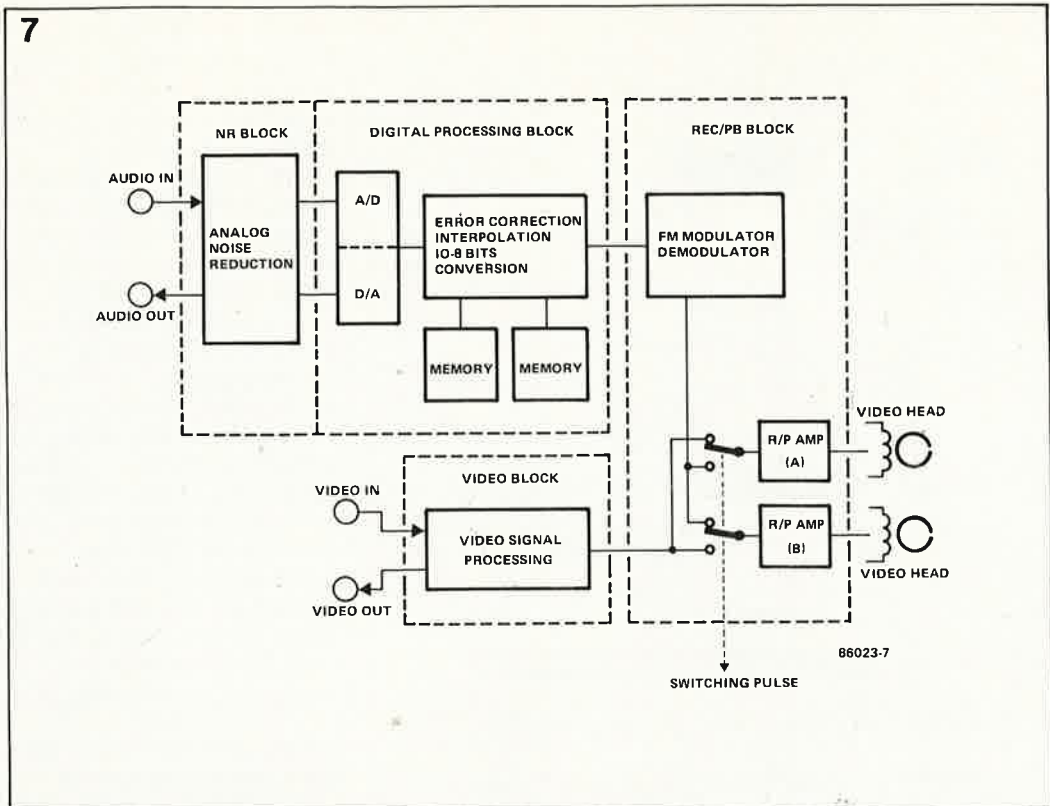 7
NR BLOCK
DIGITAL PROCESSING BLOCK
REC/PB BLOCK
AUDIO IN
AUDIO OUT
ANALOG
NOISE
REDUCTION
A/D
D/A
ERROR CORRECTION
INTERPOLATION
IO-8 BITS
CONVERSION
MEMORY
MEMORY
FM MODULATOR
DEMODULATOR
VIDEO HEAD
R/P AMP
(A)
R/P AMP
(B)
VIDEO HEAD
VIDEO BLOCK
VIDEO IN
VIDEO OUT
VIDEO SIGNAL
PROCESSING
86023-7
SWITCHING PULSE